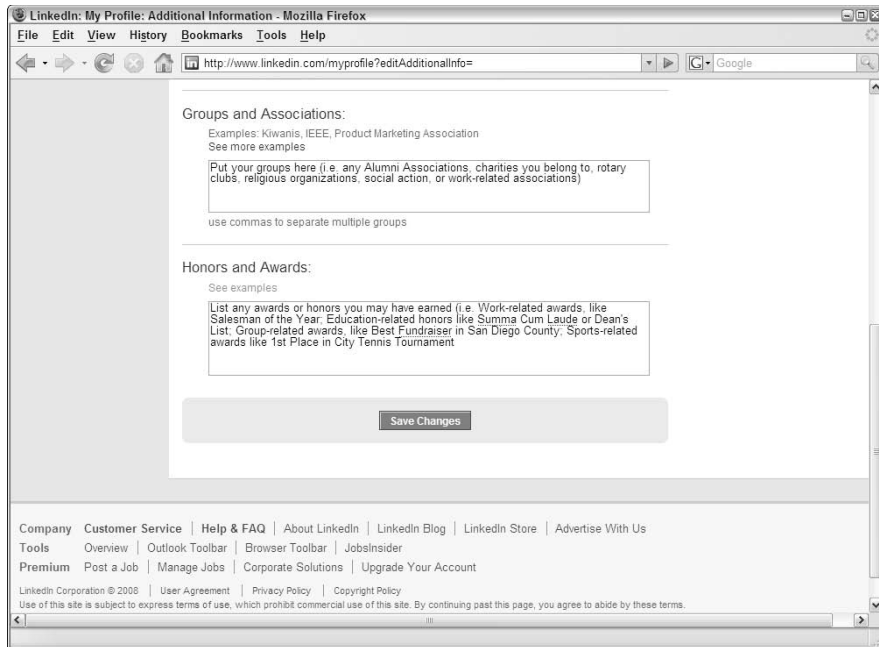 LinkedIn: My Profile: Additional Information - Mozilla Firefox
File Edit View History Bookmarks Tools Help
http://www.linkedin.com/myprofile?editAdditionalInfo= G Google
Groups and Associations:
Examples: Kiwanis, IEEE, Product Marketing Association
See more examples
Put your groups here (i.e. any Alumni Associations, charities you belong to, rotary
clubs, religious organizations, social action, or work-related associations)
use commas to separate multiple groups
Honors and Awards:
See examples
List any awards or honors you may have earned (i.e. Work-related awards, like
Salesman of the Year; Education-related honors like Summa Cum Laude or Dean's
List; Group-related awards, like Best Fundraiser in San Diego County; Sports-related
awards like 1st Place in City Tennis Tournament
Save Changes
Company Customer Service | Help & FAQ | About LinkedIn | LinkedIn Blog | LinkedIn Store | Advertise With Us
Tools Overview | Outlook Toolbar | Browser Toolbar | JobsInsider
Premium Post a Job | Manage Jobs | Corporate Solutions | Upgrade Your Account
LinkedIn Corporation © 2008 | User Agreement | Privacy Policy | Copyright Policy
Use of this site is subject to express terms of use, which prohibit commercial use of this site. By continuing past this page, you agree to abide by these terms.